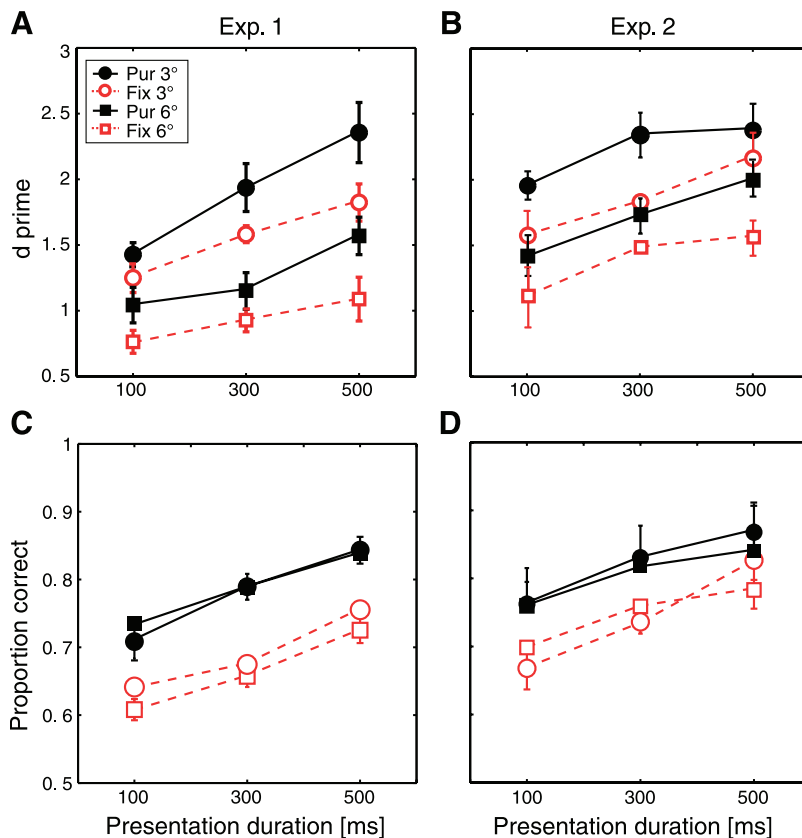 A
Exp. 1
B
Exp. 2
3
2.5
2
1.5
1
0.5
d prime
Pur 3°
Fix 3°
Pur 6°
Fix 6°
100 300 500
100 300 500
C
D
1
0. 9
0. 8
0.7
0.6
0. 5
Proportion correct
100 300 500
100 300 500
Presentation duration [ms]
Presentation duration [ms]